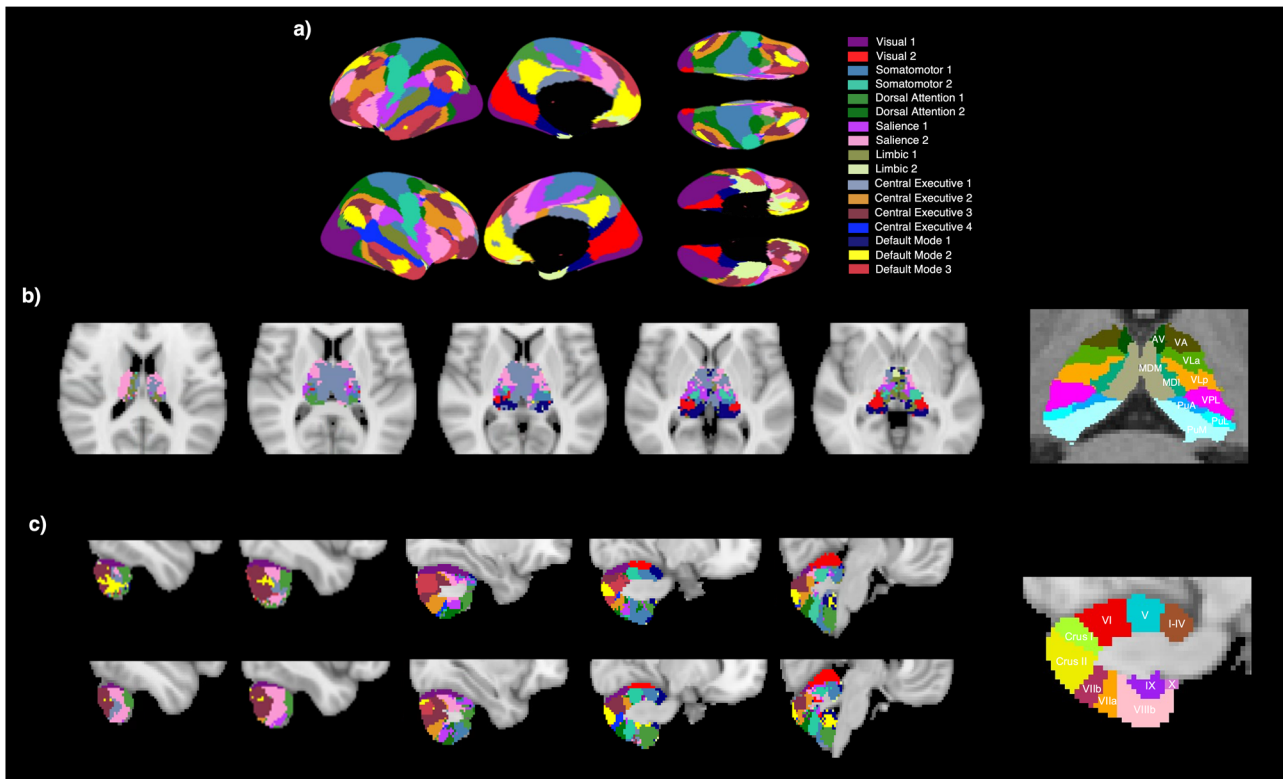 a)
Visual 1
Visual 2
Somatomotor 1
Somatomotor 2
Dorsal Attention 1
Dorsal Attention 2
Salience 1
Salience 2
Limbic 1
Limbic 2
Central Executive 1
Central Executive 2
Central Executive 3
Central Executive 4
Default Mode 1
Default Mode 2
Default Mode 3
b)
AV VA
VLa
MDM
VLp
MDl
VPL
PuA
PuL
PuM
c)
VI V I-IV
Crus I
Crus II
VIIb IX X
VIIa
VIIIb